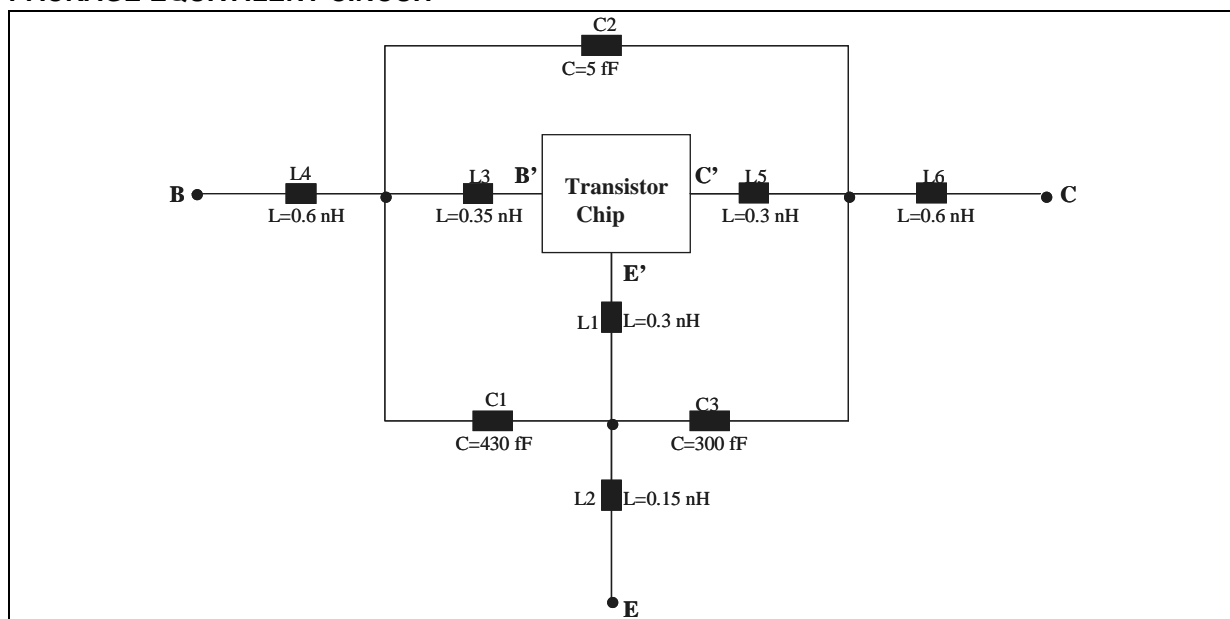 C2
C=5 fF
L4
L3
B’
C’
L5
L6
B
Transistor
Chip
C
L=0.6 nH
L=0.35 nH
L=0.3 nH
L=0.6 nH
E’
L1
L=0.3 nH
C1
C3
C=430 fF
C=300 fF
L2
L=0.15 nH
E